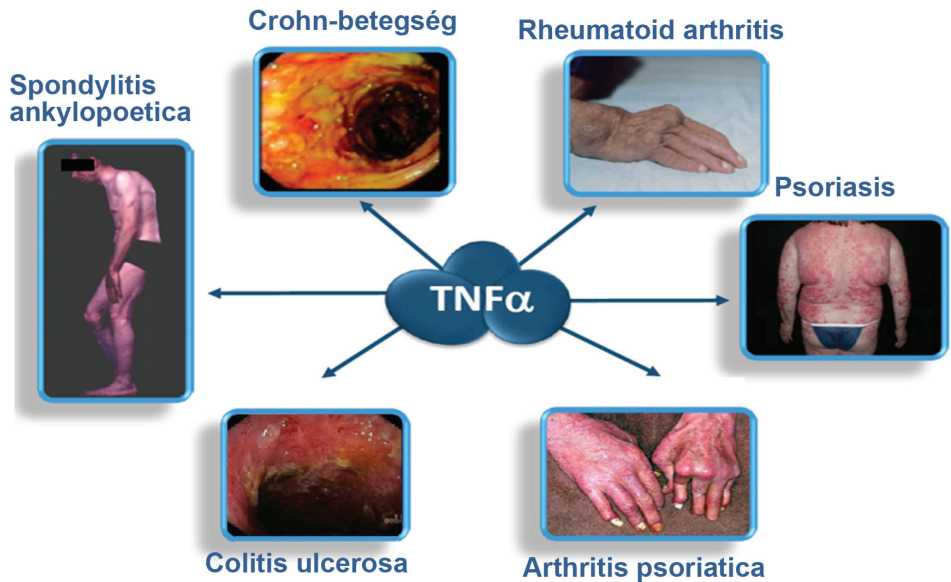 Crohn-betegség
Rheumatoid arthritis
Spondylitis
ankylopoetica
Psoriasis
TNFα
Colitis ulcerosa
Arthritis psoriatica